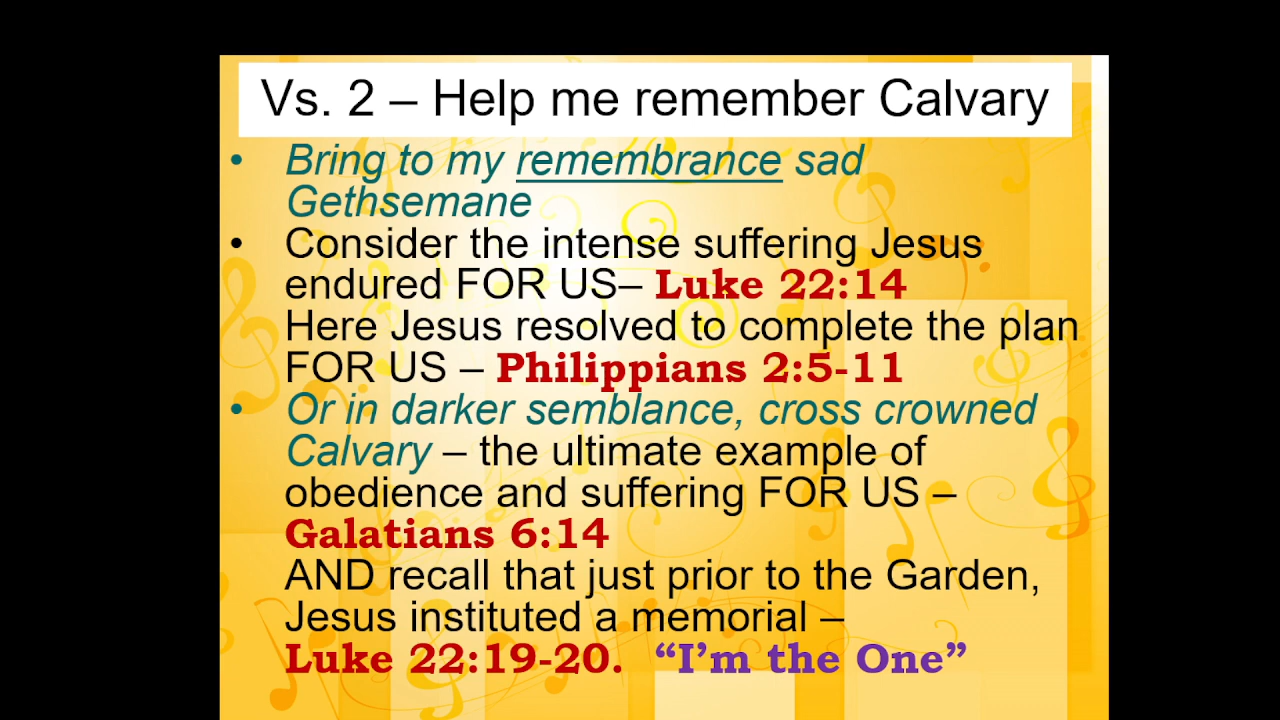 Vs. 2 – Help me remember Calvary
• Bring to my remembrance sad
Gethsemane
• Consider the intense suffering Jesus
endured FOR US– Luke 22:14
Here Jesus resolved to complete the plan
FOR US – Philippians 2:5-11
• Or in darker semblance, cross crowned
Calvary – the ultimate example of
obedience and suffering FOR US –
Galatians 6:14
AND recall that just prior to the Garden,
Jesus instituted a memorial –
Luke 22:19-20. “I’m the One”